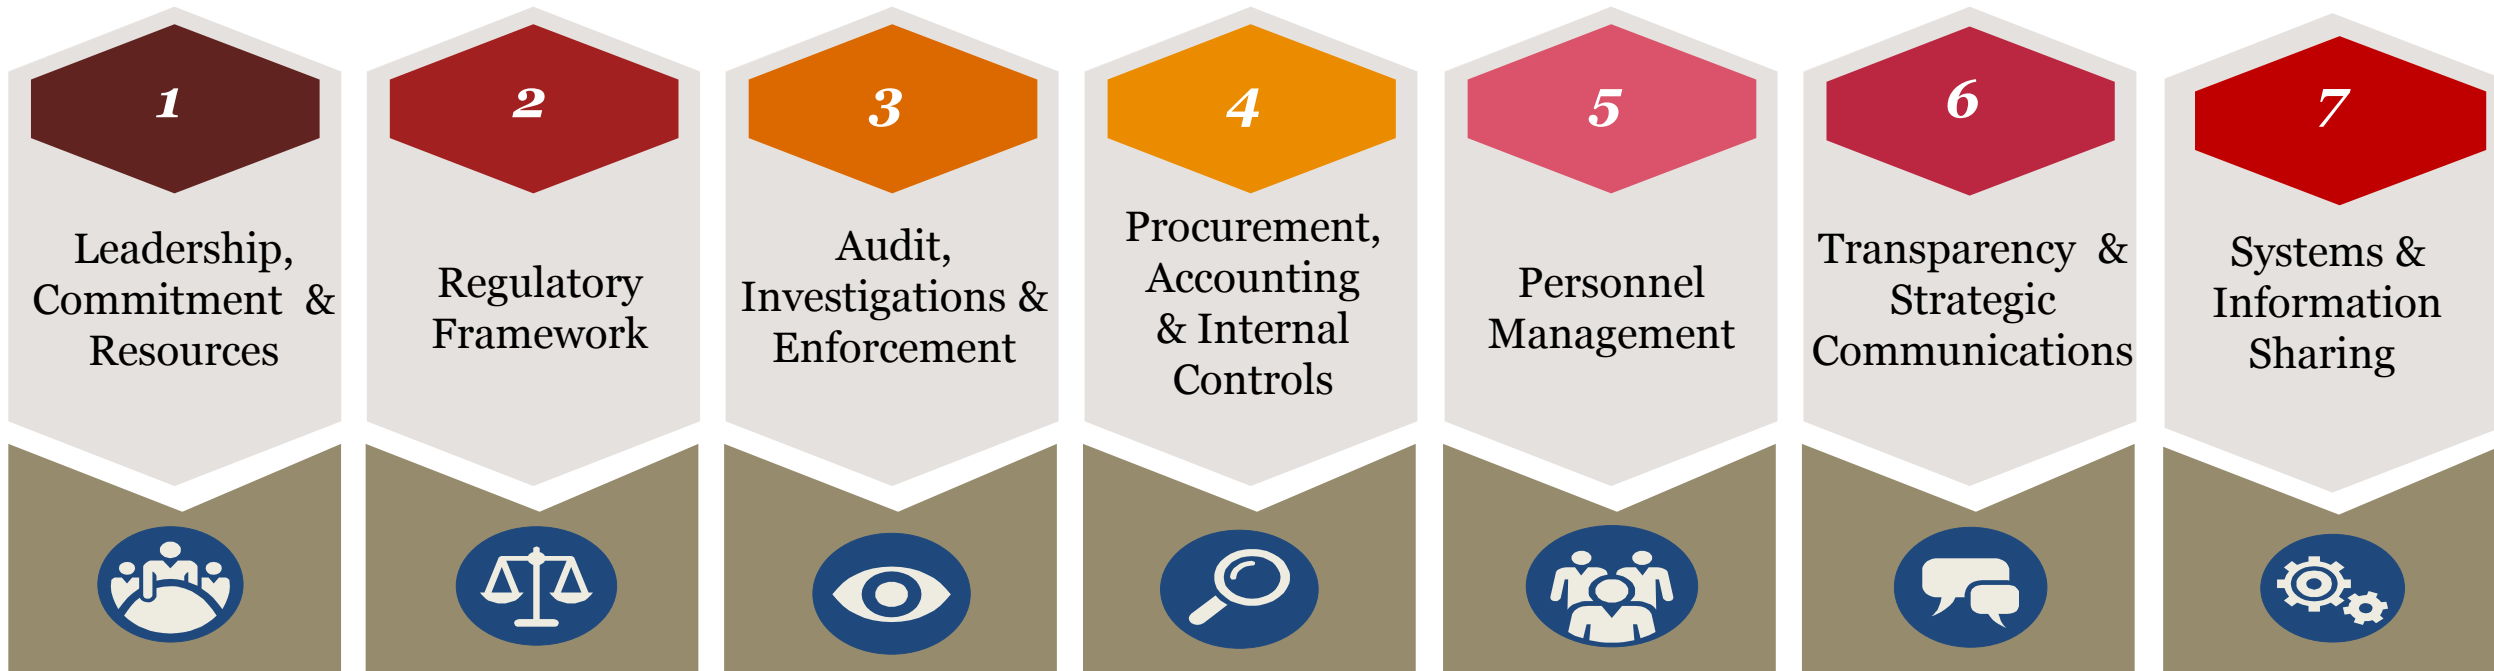 1
Leadership,
Commitment & 
Resources
2
Regulatory
Framework
3
Audit,
Investigations &
Enforcement
4
Procurement,
Accounting
& Internal
Controls
5
Personnel
Management
6
Transparency &
Strategic
Communications
7
Systems &
Information
Sharing